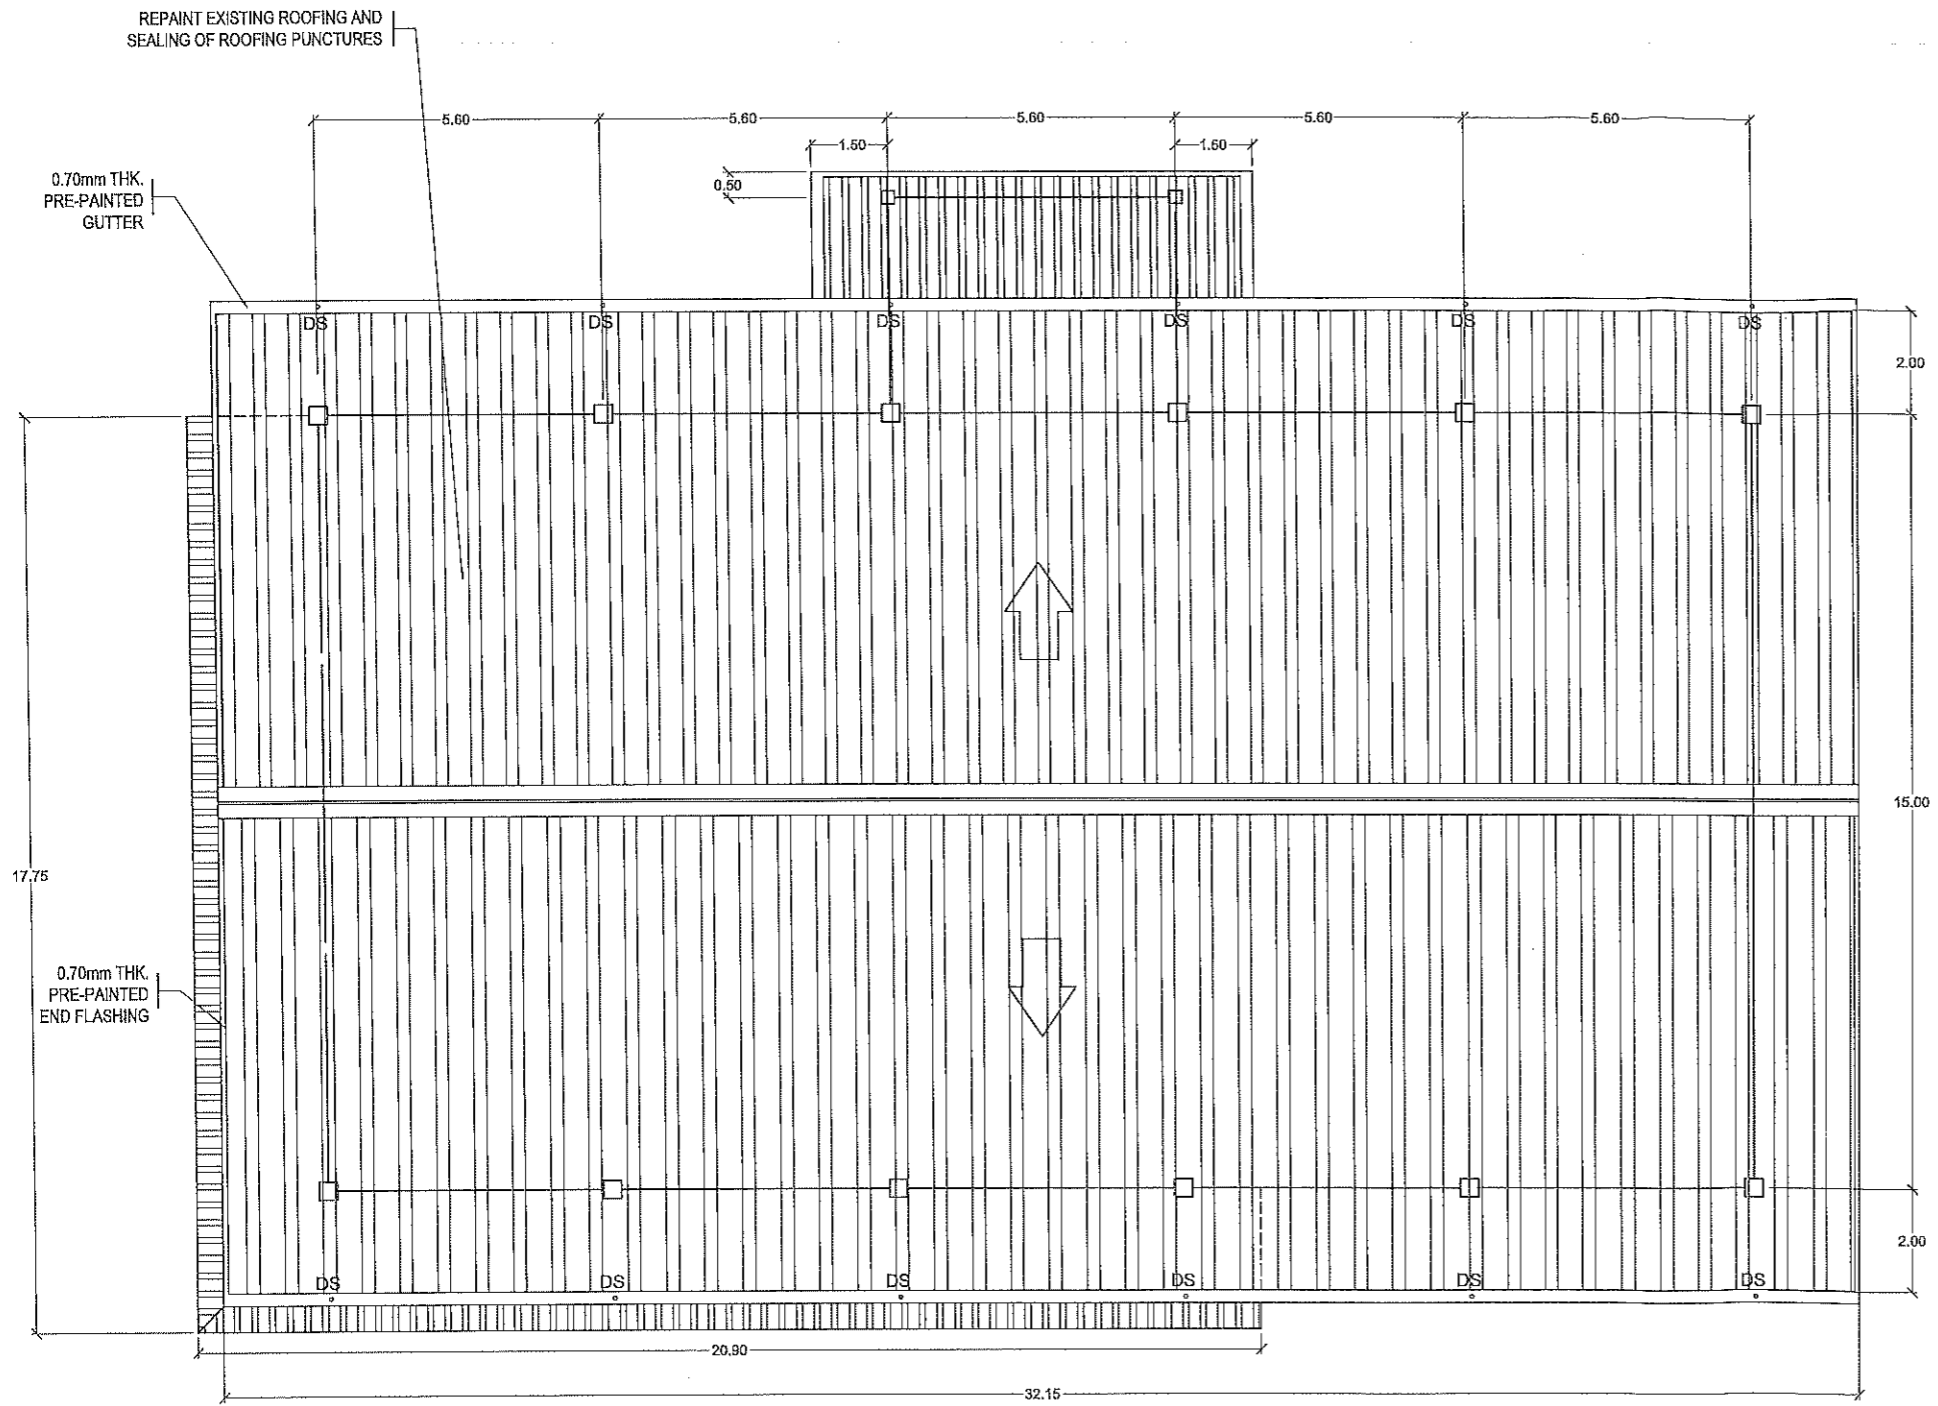 REPAINT EXISTING ROOFING AND
SEALING OF ROOFING PUNCTURES
5.60
5.60
5.60
5.60
5.60
1.50
1.50
0.50
0.70mm THK.
PRE-PAINTED
GUTTER
DS
DS
DS
DS
DS
DS
2.00
15.00
17.75
0.70mm THK.
PRE-PAINTED
END FLASHING
2.00
DS
DS
DS
DS
DS
DS
20.90
32.15